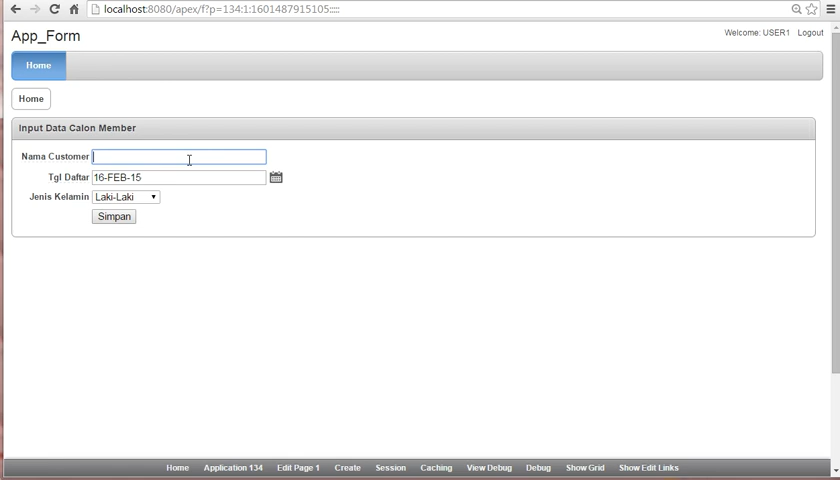 localhost:8080/apex/f?p=134:1:1601487915105:::::
App_Form
Welcome: USER1 Logout
Home
Home
Input Data Calon Member
Nama Customer
Tgl Daftar 16-FEB-15
Jenis Kelamin Laki-Laki
Simpan
Home Application 134 Edit Page 1 Create Session Caching View Debug Debug Show Grid Show Edit Links